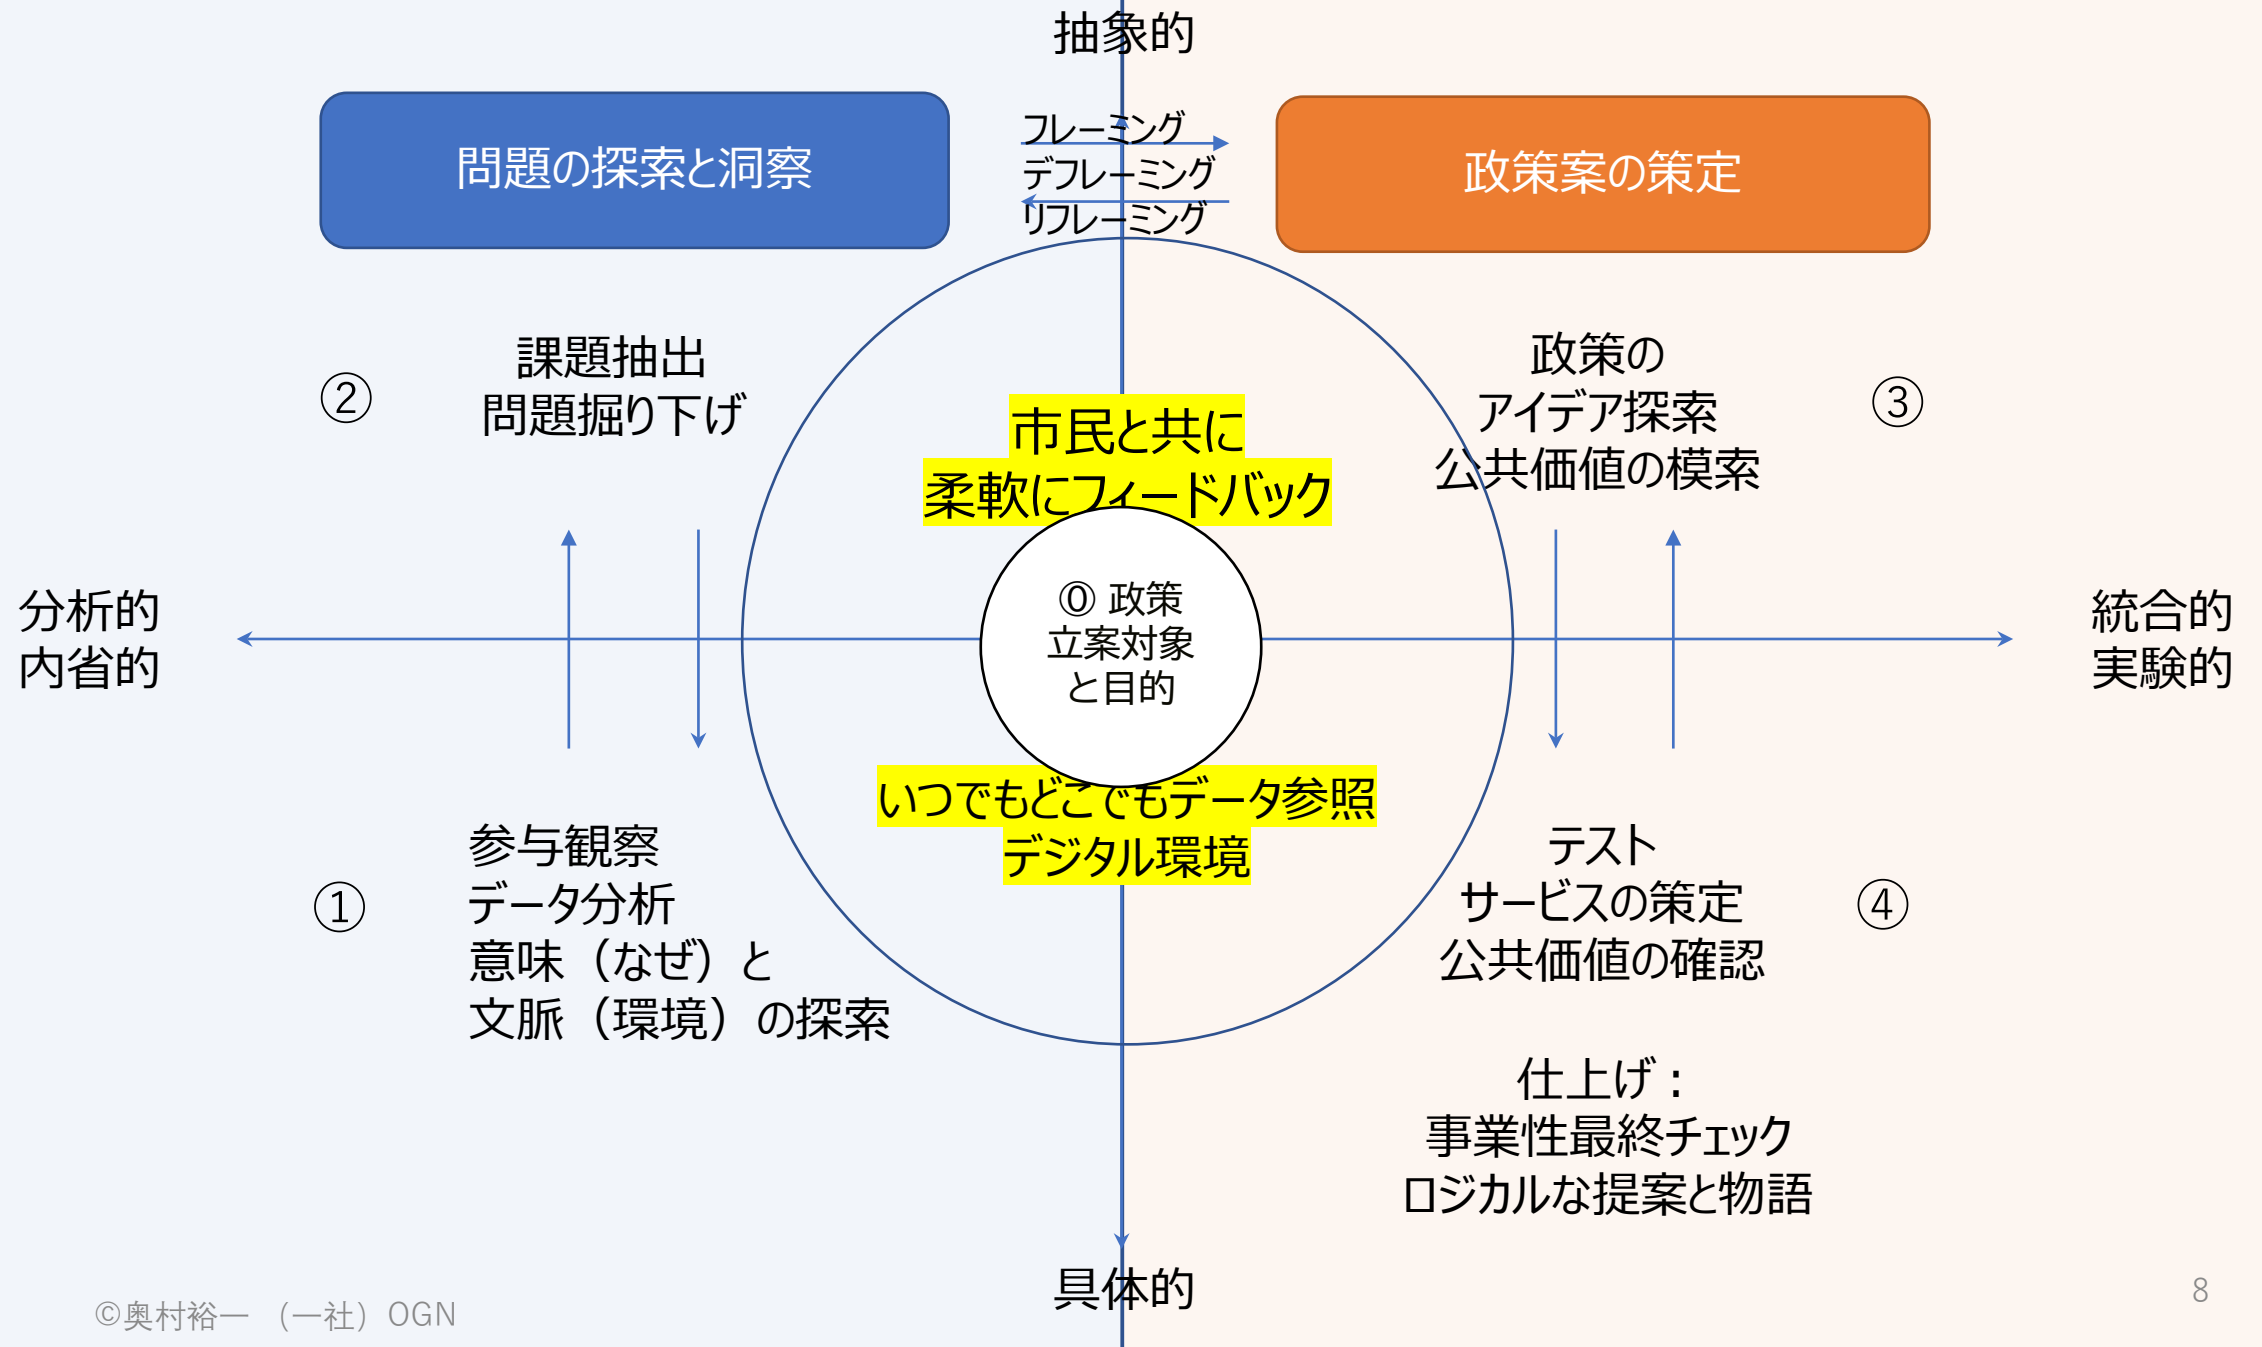 抽象的
問題の探索と洞察
フレーミング
デフレーミング
リフレーミング
政策案の策定
②
課題抽出
問題掘り下げ
市民と共に
柔軟にフィードバック
政策の
アイデア探索
公共価値の模索
③
分析的
内省的
⓪ 政策
立案対象
と目的
統合的
実験的
いつでもどこでもデータ参照
デジタル環境
①
参与観察
データ分析
意味（なぜ）と
文脈（環境）の探索
テスト
サービスの策定
公共価値の確認
④
仕上げ：
事業性最終チェック
ロジカルな提案と物語
具体的
©奥村裕一 （一社）OGN
8